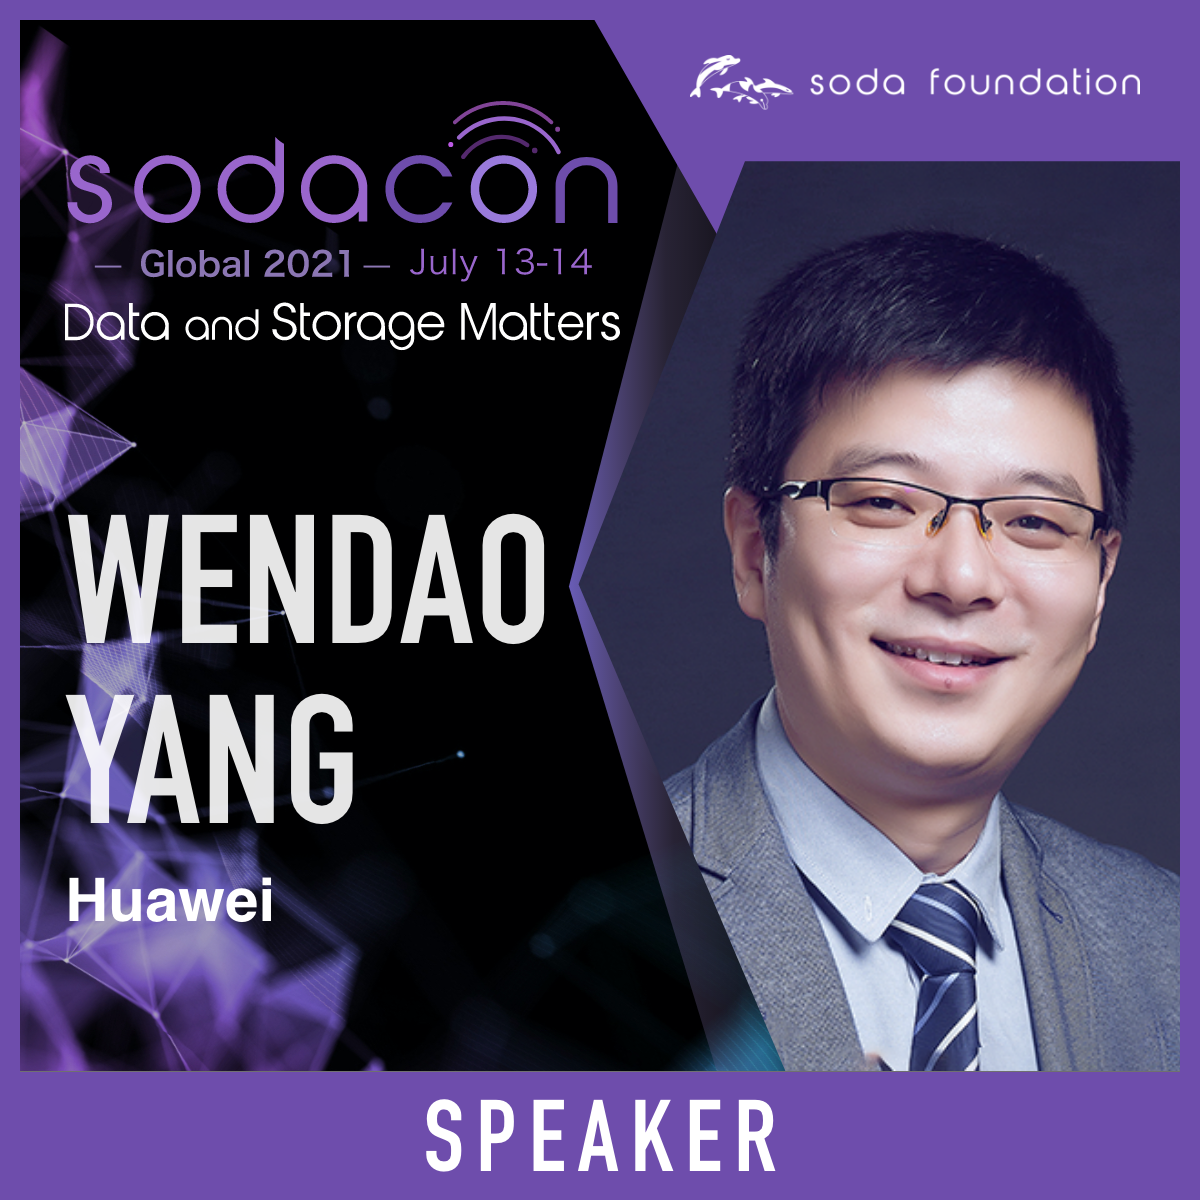 soda foundation
sodacon
— Global 2021 — July 13-14
Data and Storage Matters
WENDAO
YANG
Huawei
SPEAKER